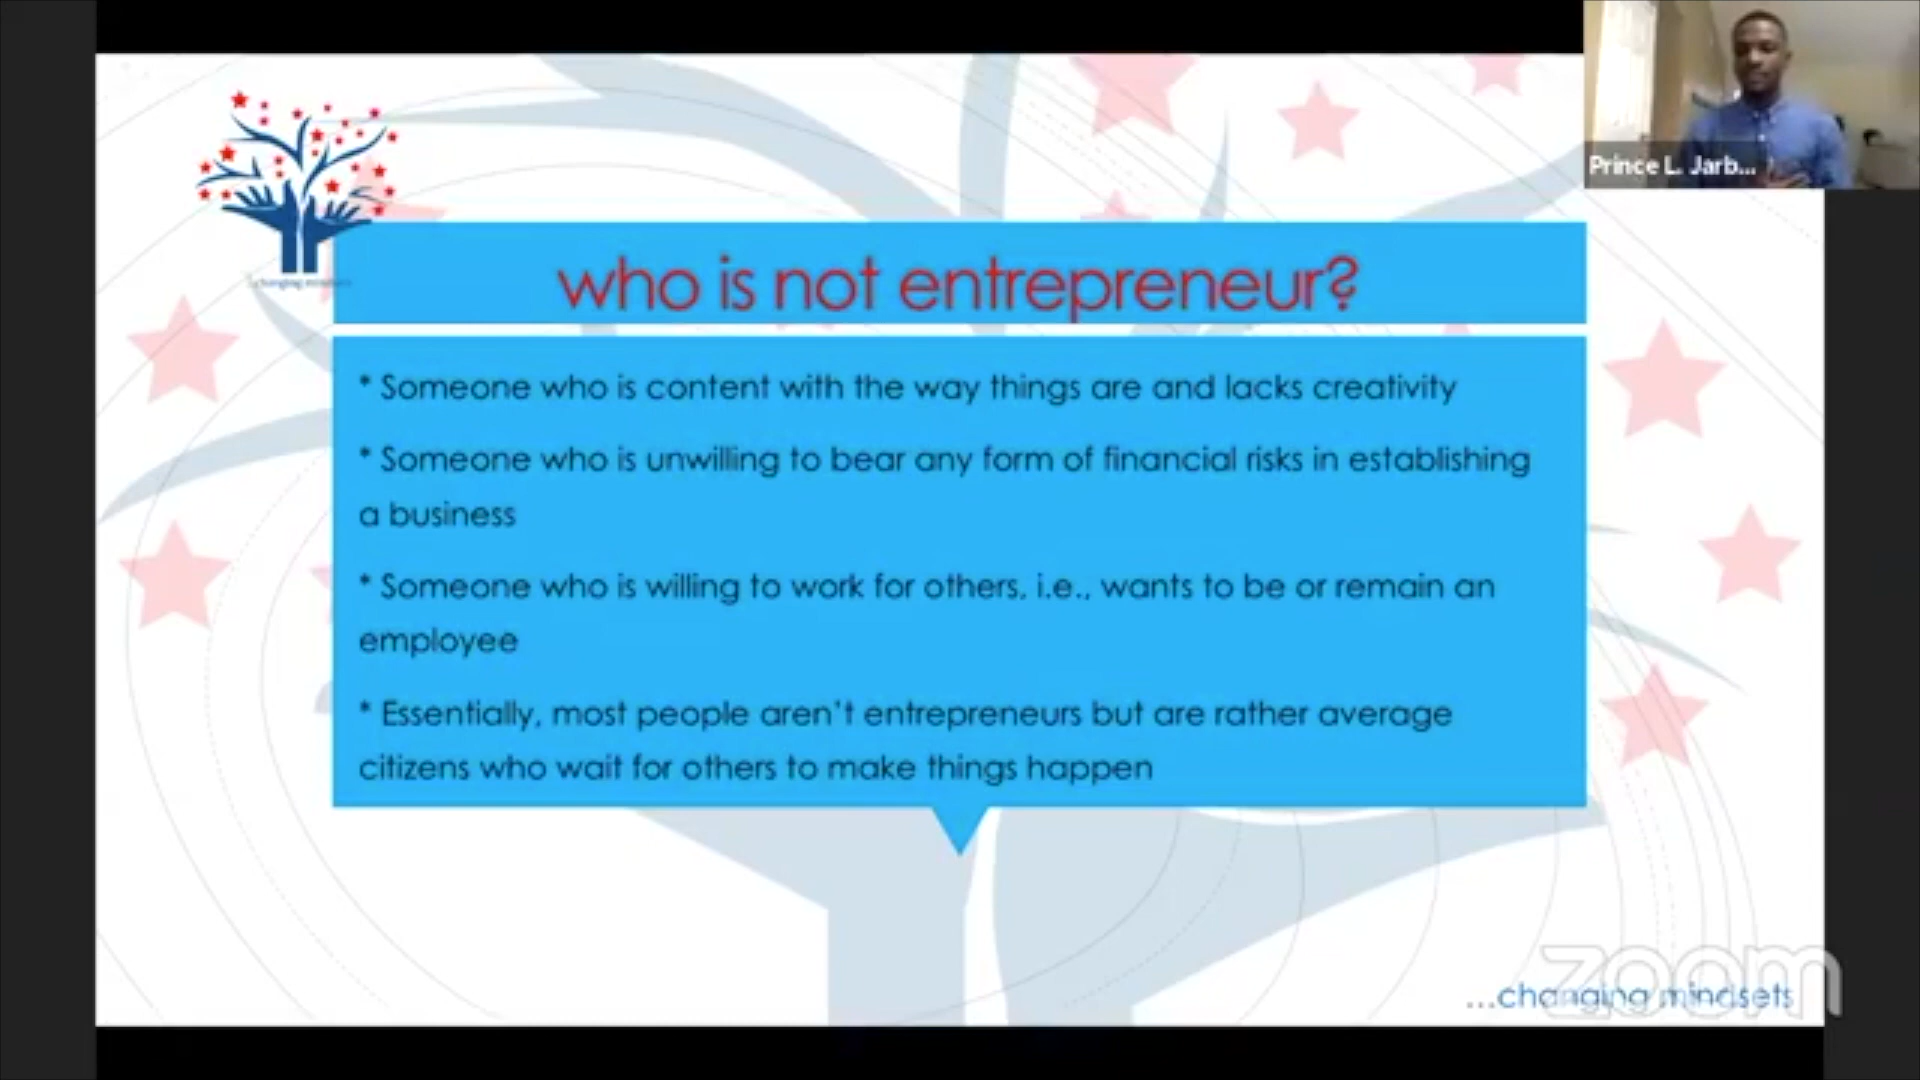 Prince L. Jarb...
who is not entrepreneur?
* Someone who is content with the way things are and lacks creativity
* Someone who is unwilling to bear any form of financial risks in establishing
a business
* Someone who is willing to work for others, i.e., wants to be or remain an
employee
* Essentially, most people aren't entrepreneurs but are rather average
citizens who wait for others to make things happen
...changing mindsets
zoom